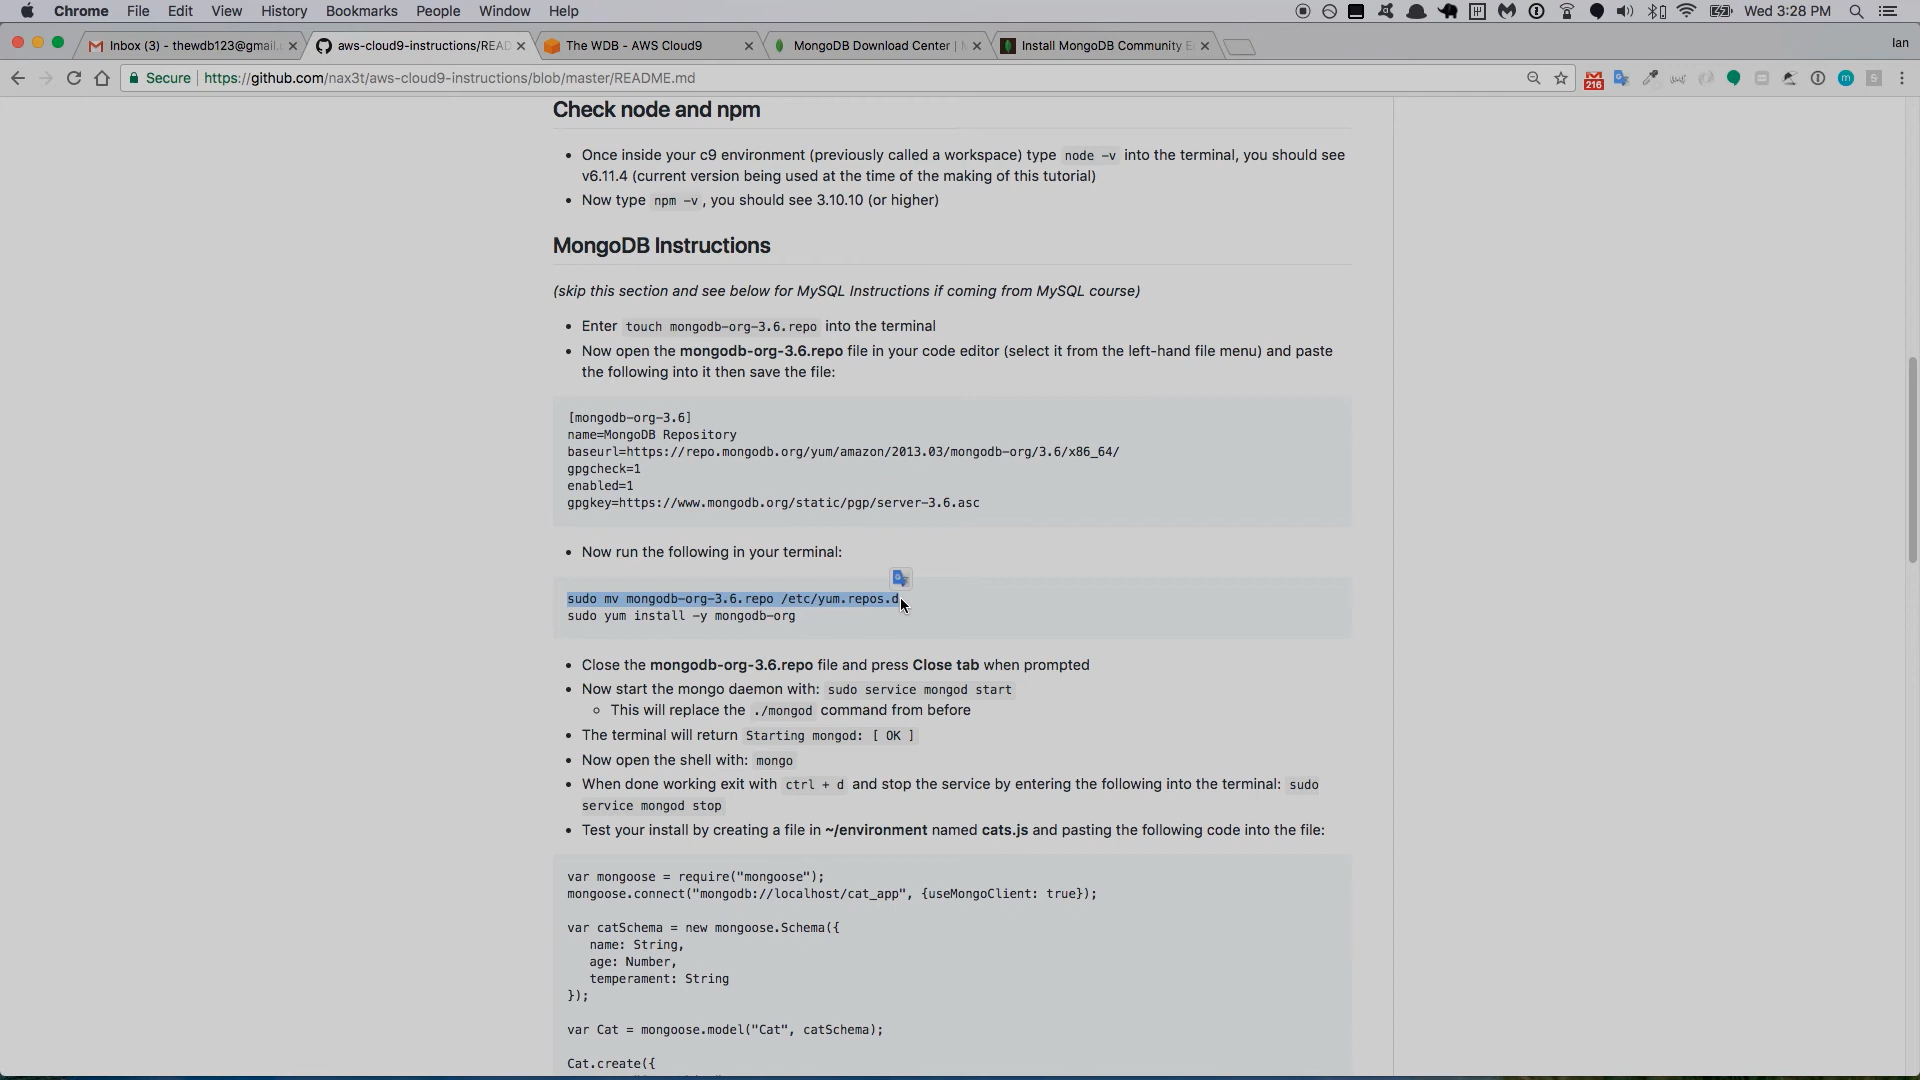 Chrome File Edit View History Bookmarks People Window Help Wed 3:28 PM
Inbox (3) - thewdb123@gmail. aws-cloud9-instructions/READ The WDB - AWS Cloud9 MongoDB Download Center | M Install MongoDB Community E Ian
Secure https://github.com/nax3t/aws-cloud9-instructions/blob/master/README.md 216
Check node and npm
• Once inside your c9 environment (previously called a workspace) type node -v into the terminal, you should see
v6.11.4 (current version being used at the time of the making of this tutorial)
• Now type npm -v, you should see 3.10.10 (or higher)
MongoDB Instructions
(skip this section and see below for MySQL Instructions if coming from MySQL course)
• Enter touch mongodb-org-3.6.repo into the terminal
• Now open the mongodb-org-3.6.repo file in your code editor (select it from the left-hand file menu) and paste
the following into it then save the file:
[mongodb-org-3.6]
name=MongoDB Repository
baseurl=https://repo.mongodb.org/yum/amazon/2013.03/mongodb-org/3.6/x86_64/
gpgcheck=1
enabled=1
gpgkey=https://www.mongodb.org/static/pgp/server-3.6.asc
• Now run the following in your terminal:
sudo mv mongodb-org-3.6.repo /etc/yum.repos.d
sudo yum install -y mongodb-org
• Close the mongodb-org-3.6.repo file and press Close tab when prompted
• Now start the mongo daemon with: sudo service mongod start
◦ This will replace the ./mongod command from before
• The terminal will return Starting mongod: [ OK ]
• Now open the shell with: mongo
• When done working exit with ctrl + d and stop the service by entering the following into the terminal: sudo
service mongod stop
• Test your install by creating a file in ~/environment named cats.js and pasting the following code into the file:
var mongoose = require("mongoose");
mongoose.connect("mongodb://localhost/cat_app", {useMongoClient: true});
var catSchema = new mongoose.Schema({
name: String,
age: Number,
temperament: String
});
var Cat = mongoose.model("Cat", catSchema);
Cat.create({